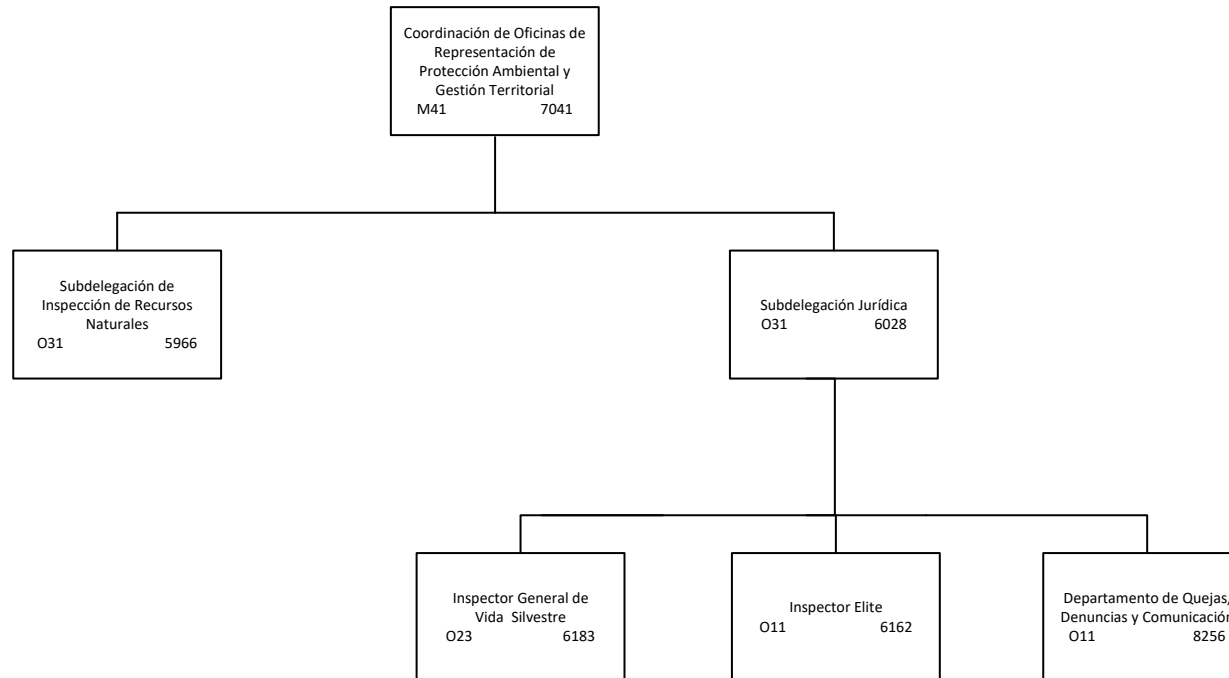 Coordinación de Oficinas de
Representación de
Protección Ambiental y
Gestión Territorial
M41 7041
Subdelegación de
Inspección de Recursos
Naturales
O31 5966
Subdelegación Jurídica
O31 6028
Inspector General de
Vida Silvestre
O23 6183
Inspector Elite
O11 6162
Departamento de Quejas,
Denuncias y Comunicación
O11 8256